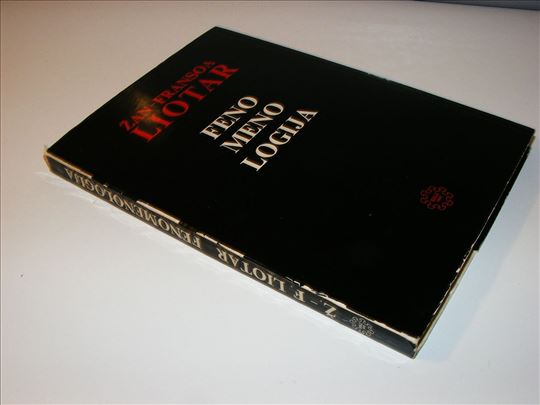 ŽAN-FRANSOA
LIOTAR
FENO
MENO
LOGIJA
Ž.-F. LIOTAR FENOMENOLOGIJA